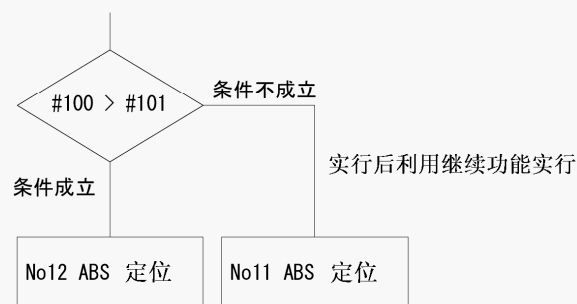 #100 > #101
条件不成立
实行后利用继续功能实行
条件成立
No12 ABS 定位
No11 ABS 定位